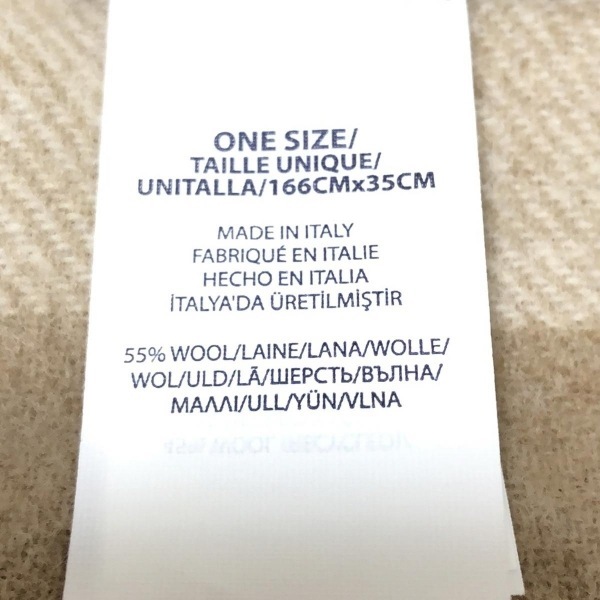 ONE SIZE/
TAILLE UNIQUE/
UNITALLA/166CMx35CM
MADE IN ITALY
FABRIQUÉ EN ITALIE
HECHO EN ITALIA
İTALYA'DA ÜRETİLMİŞTİR
55% WOOL/LAINE/LANA/WOLLE/
WOL/ULD/LÃ/ШЕРСТЬ/ВЪЛНА/
ΜΑΛΛΙ/ULL/YÜN/VLNA